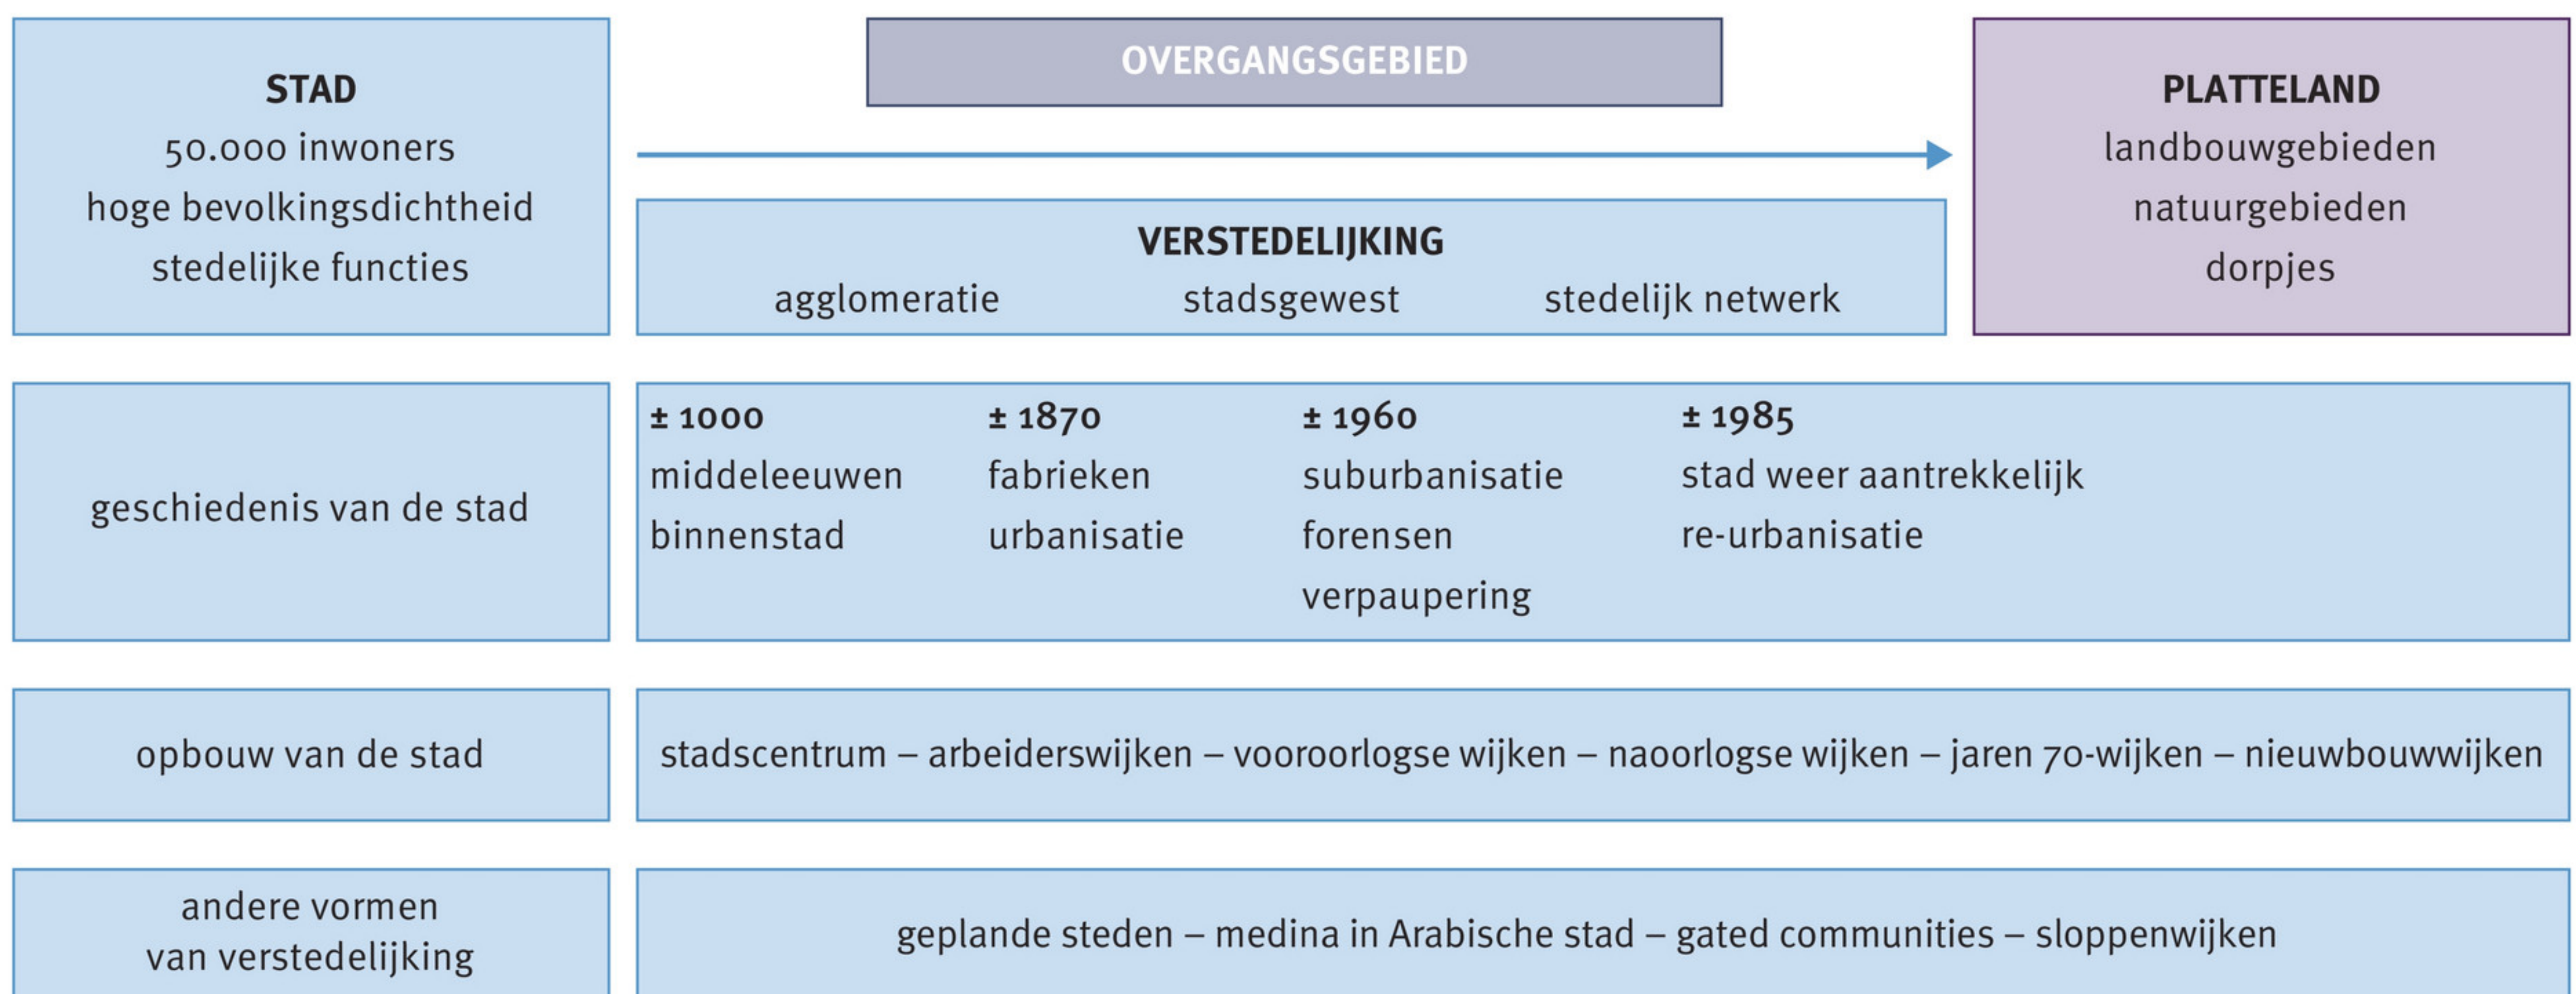 STAD
50.000 inwoners
hoge bevolkingsdichtheid
stedelijke functies
OVERGANGSGEBIED
VERSTEDELIJKING
agglomeratie stadsgewest stedelijk netwerk
PLATTELAND
landbouwgebieden
natuurgebieden
dorpjes
geschiedenis van de stad
± 1000
middeleeuwen
binnenstad
± 1870
fabrieken
urbanisatie
± 1960
suburbanisatie
forensen
verpaupering
± 1985
stad weer aantrekkelijk
re-urbanisatie
opbouw van de stad
stadscentrum – arbeiderswijken – vooroorlogse wijken – naoorlogse wijken – jaren 70-wijken – nieuwbouwwijken
andere vormen
van verstedelijking
geplande steden – medina in Arabische stad – gated communities – sloppenwijken